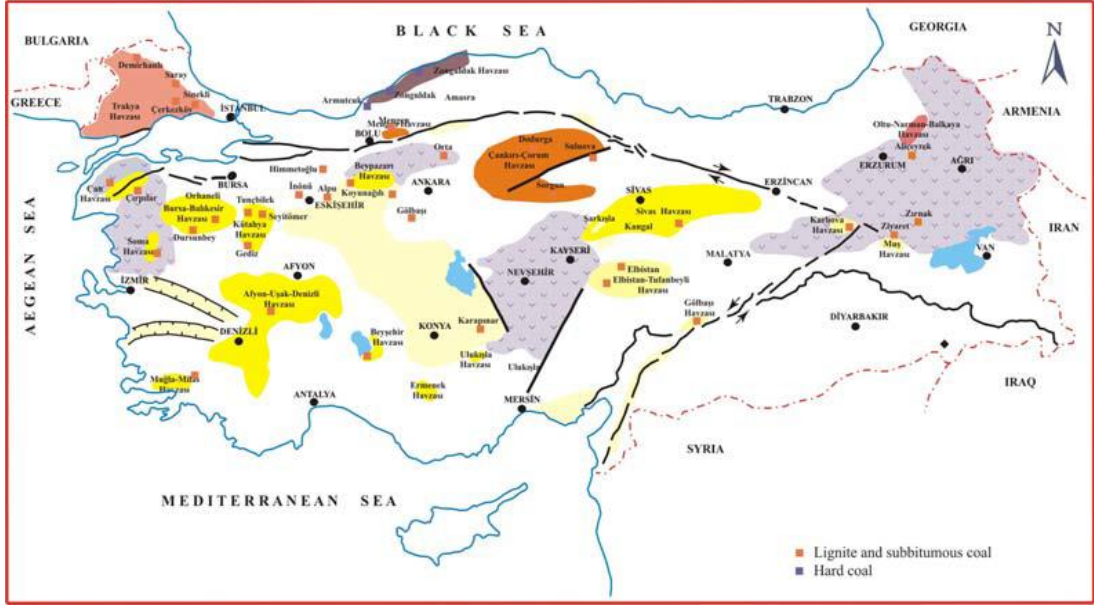 BLACK SEA
BULGARIA
GEORGIA
N
GREECE
ARMENIA
IRAN
IRAQ
SYRIA
AEGEAN SEA
MEDITERRANEAN SEA
Demirhanlı
Saray
Sinekli
Trakya
Havzası
Çerkezköy
İSTANBUL
Zonguldak Havzası
Zonguldak
Armutcuk
Amasra
Mengen
Mengen Havzası
BOLU
TRABZON
Oltu-Narman-Balkaya
Havzası
Aliceyrek
ERZURUM
AĞRI
Dodurga
Suluova
Çankırı-Çorum
Havzası
Sorgun
Orta
Beypazarı
Havzası
Himmetoğlu
Koyunağılı
ANKARA
Gölbaşı
İnönü
Alpu
ESKİŞEHİR
BURSA
Çan
Havzası
Çırpılar
Orhaneli
Bursa-Balıkesir
Havzası
Dursunbey
Tunçbilek
Seyitömer
Kütahya
Havzası
Gediz
Soma
Havzası
İZMİR
AFYON
Afyon-Uşak-Denizli
Havzası
DENİZLİ
Muğla-Milas
Havzası
ANTALYA
Beyşehir
Havzası
KONYA
Karapınar
Ulukışla
Havzası
Ulukışla
Ermenek
Havzası
MERSİN
NEVŞEHİR
KAYSERİ
SİVAS
Sivas Havzası
Şarkışla
Kangal
ERZİNCAN
Elbistan
Elbistan-Tufanbeyli
Havzası
MALATYA
Gölbaşı
Havzası
Karlıova
Havzası
Zırnak
Ziyaret
Muş
Havzası
VAN
DİYARBAKIR
Lignite and subbitumous coal
Hard coal